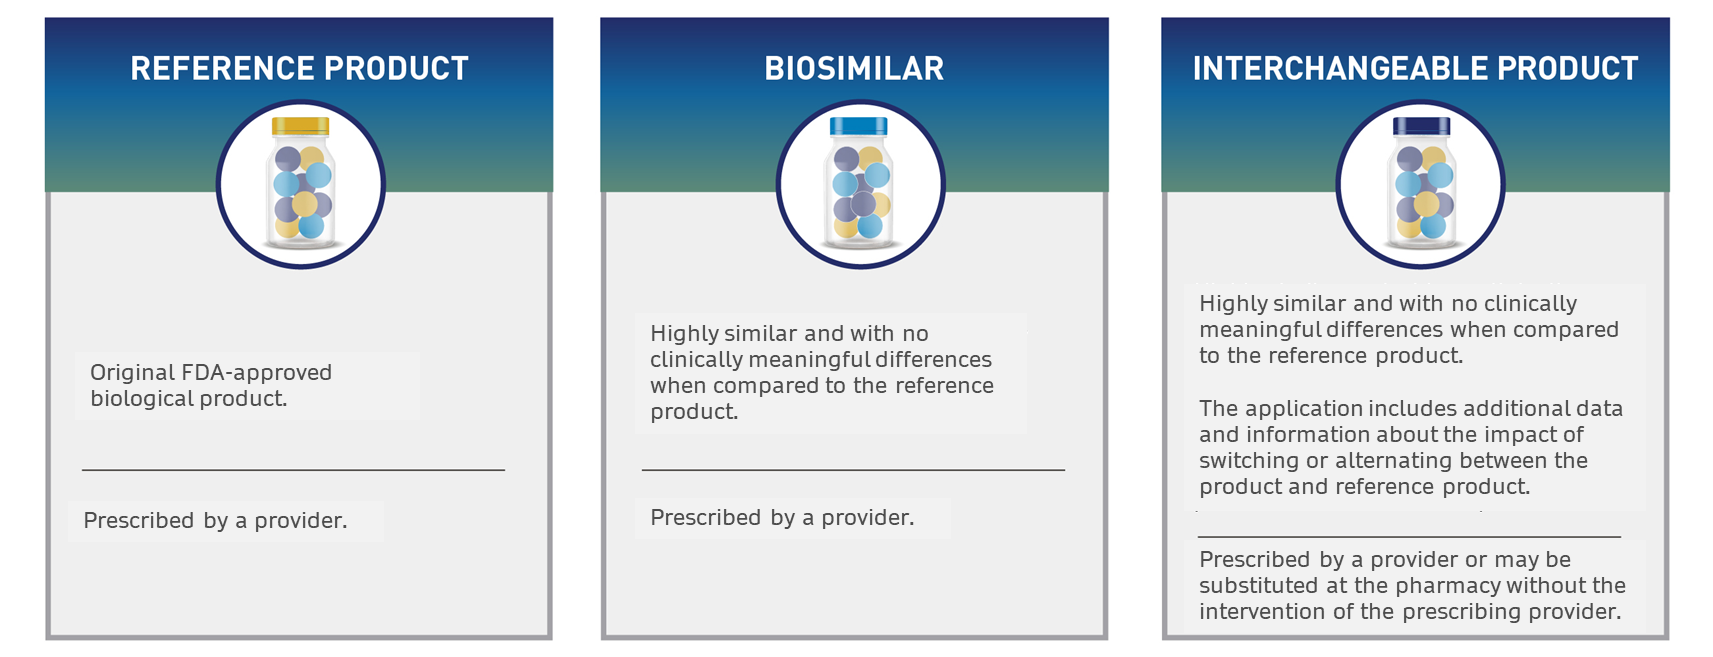 REFERENCE PRODUCT
Original FDA-approved
biological product.
Prescribed by a provider.
BIOSIMILAR
Highly similar and with no
clinically meaningful differences
when compared to the reference
product.
Prescribed by a provider.
INTERCHANGEABLE PRODUCT
Highly similar and with no clinically
meaningful differences when compared
to the reference product.
The application includes additional data
and information about the impact of
switching or alternating between the
product and reference product.
Prescribed by a provider or may be
substituted at the pharmacy without the
intervention of the prescribing provider.